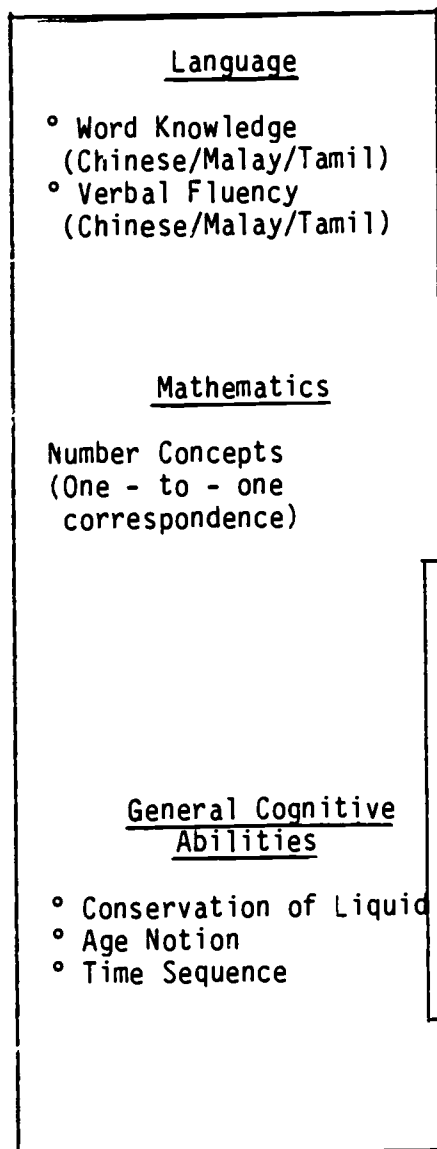 Language
° Word Knowledge
(Chinese/Malay/Tamil)
° Verbal Fluency
(Chinese/Malay/Tamil)
Mathematics
Number Concepts
(One - to - one
correspondence)
General Cognitive
Abilities
° Conservation of Liquid
° Age Notion
° Time Sequence